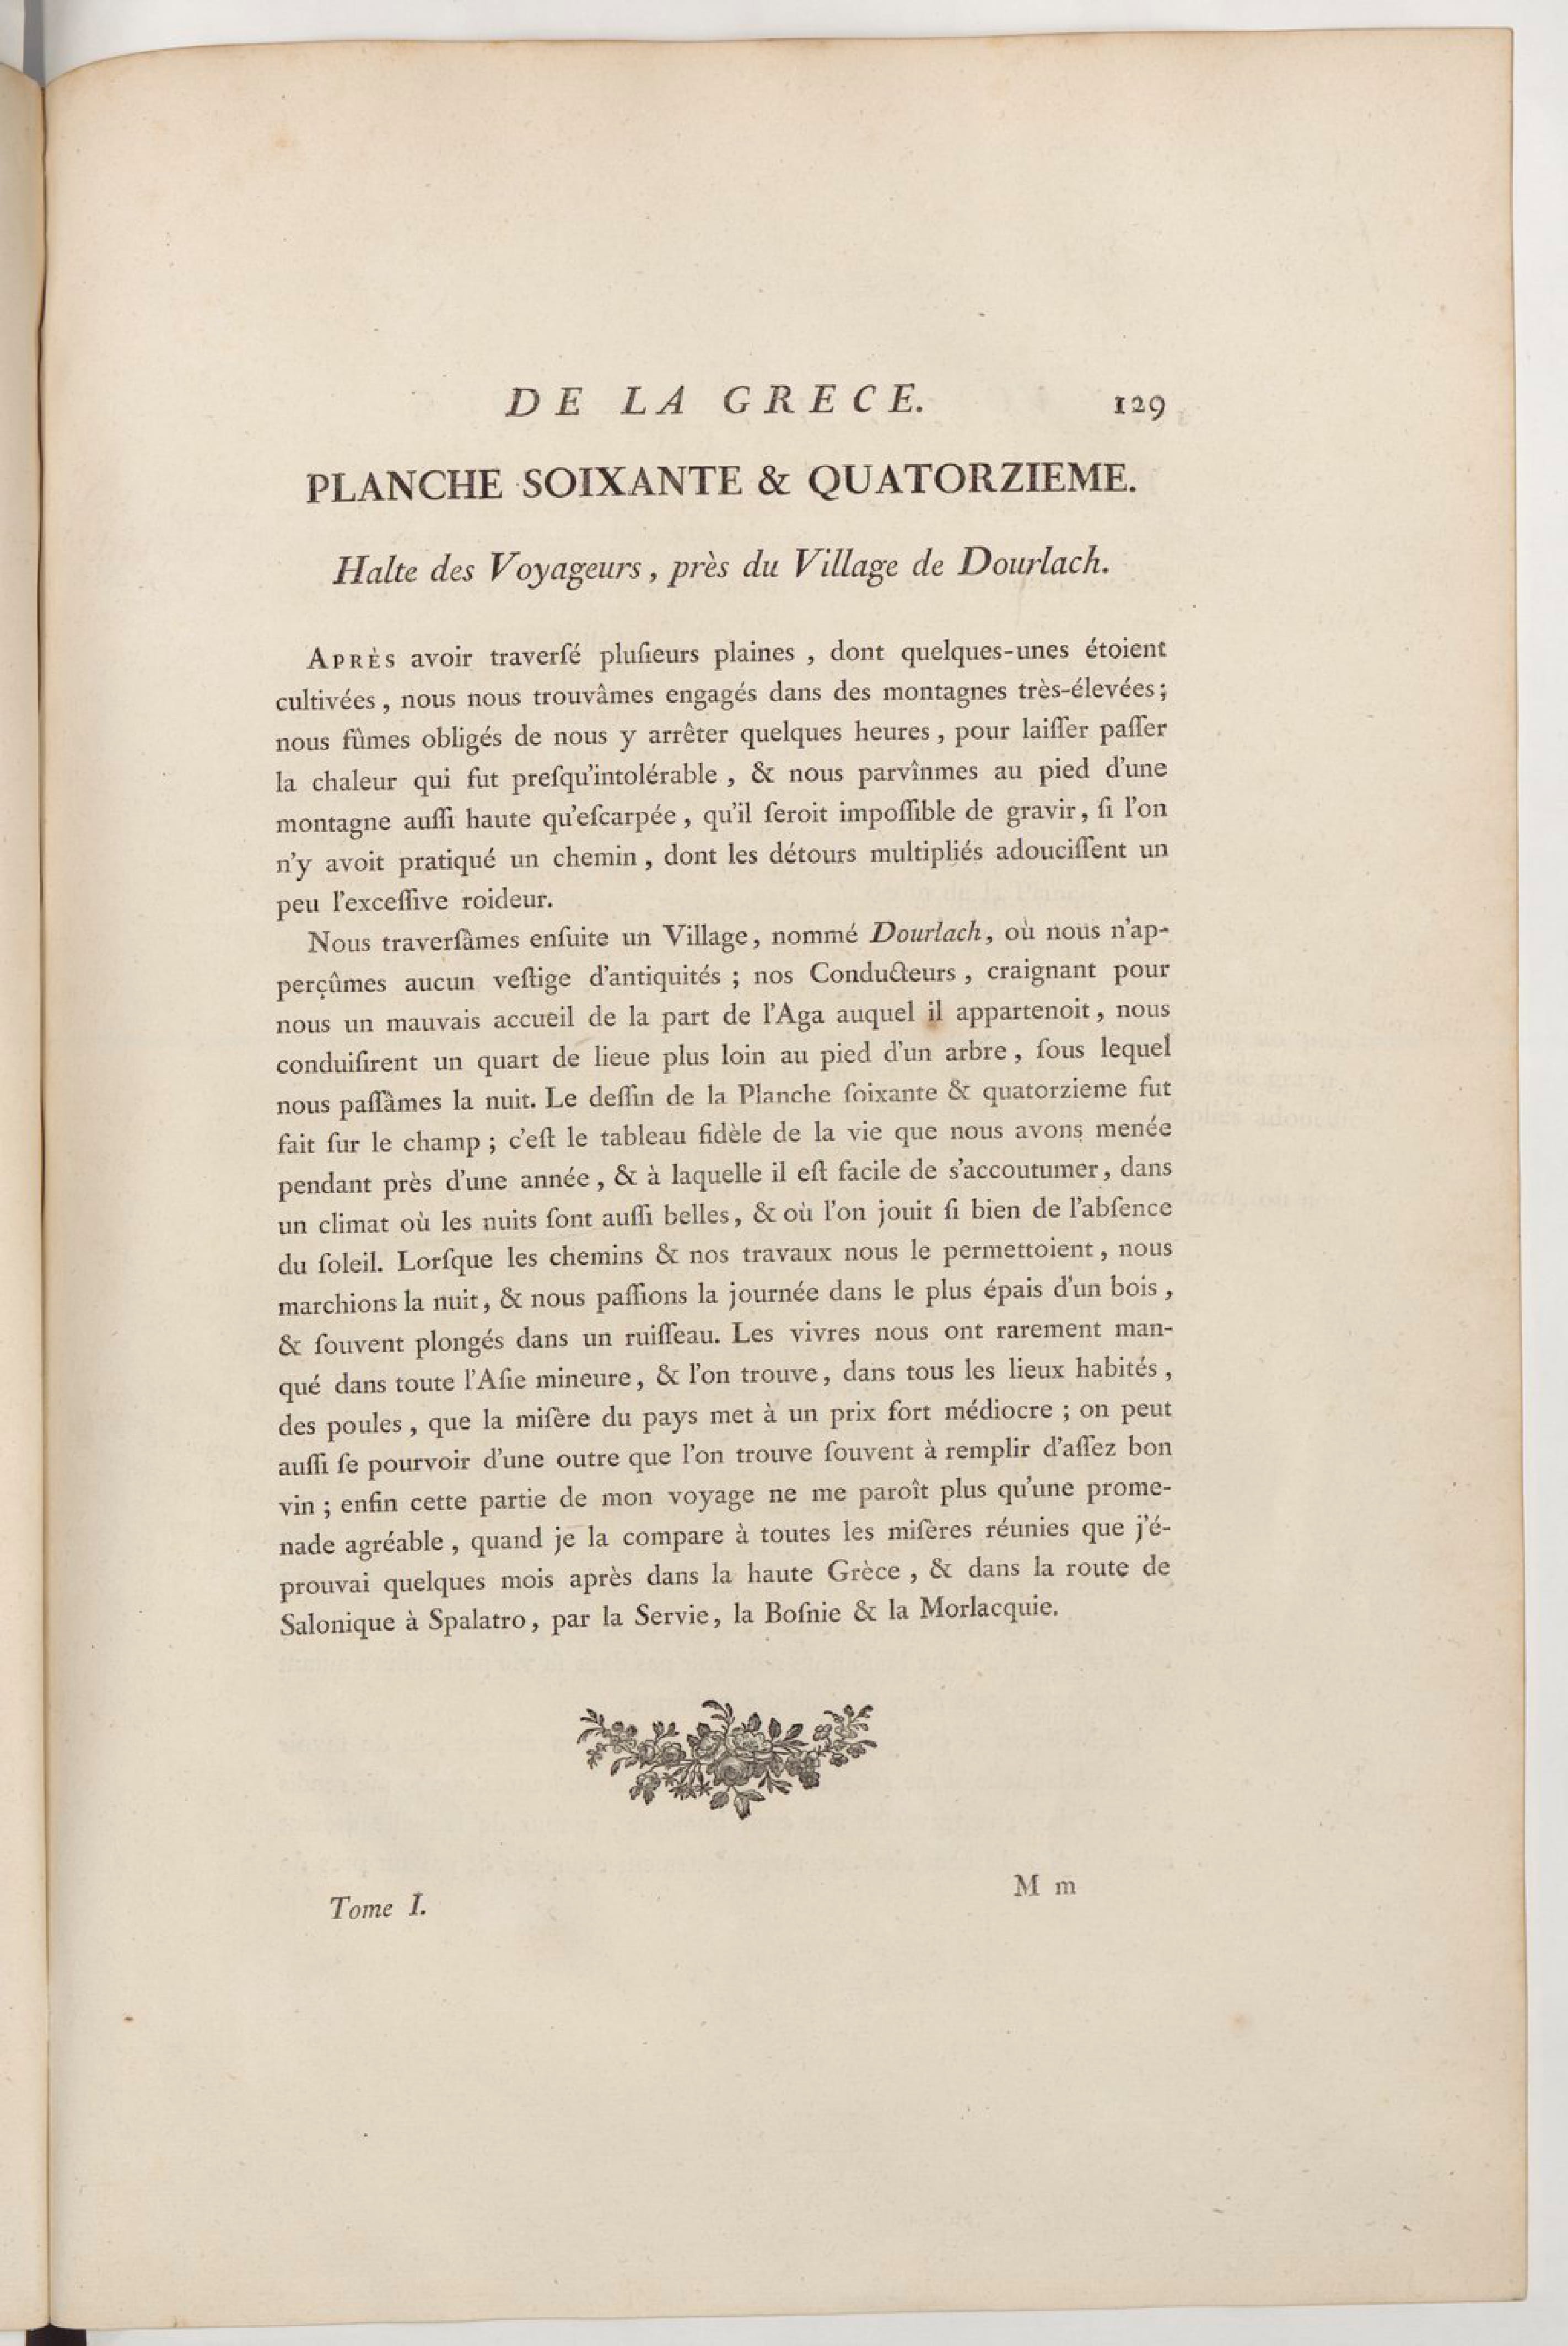 DE LA GRECE. 129
PLANCHE SOIXANTE & QUATORZIEME.
Halte des Voyageurs, près du Village de Dourlach.
APRÈS avoir traverſé pluſieurs plaines, dont quelques-unes étoient
cultivées, nous nous trouvâmes engagés dans des montagnes très-élevées;
nous fûmes obligés de nous y arrêter quelques heures, pour laiſſer paſſer
la chaleur qui fut preſqu'intolérable, & nous parvînmes au pied d'une
montagne auſſi haute qu'eſcarpée, qu'il ſeroit impoſſible de gravir, ſi l'on
n'y avoit pratiqué un chemin, dont les détours multipliés adouciſſent un
peu l'exceſſive roideur.
Nous traverſâmes enſuite un Village, nommé Dourlach, où nous n'ap-
perçûmes aucun veſtige d'antiquités; nos Conducteurs, craignant pour
nous un mauvais accueil de la part de l'Aga auquel il appartenoit, nous
conduiſirent un quart de lieue plus loin au pied d'un arbre, ſous lequel
nous paſſâmes la nuit. Le deſſin de la Planche ſoixante & quatorzieme fut
fait ſur le champ; c'eſt le tableau fidèle de la vie que nous avons menée
pendant près d'une année, & à laquelle il eſt facile de s'accoutumer, dans
un climat où les nuits ſont auſſi belles, & où l'on jouit ſi bien de l'abſence
du ſoleil. Lorſque les chemins & nos travaux nous le permettoient, nous
marchions la nuit, & nous paſſions la journée dans le plus épais d'un bois,
& ſouvent plongés dans un ruiſſeau. Les vivres nous ont rarement man-
qué dans toute l'Aſie mineure, & l'on trouve, dans tous les lieux habités,
des poules, que la miſère du pays met à un prix fort médiocre; on peut
auſſi ſe pourvoir d'une outre que l'on trouve ſouvent à remplir d'aſſez bon
vin; enfin cette partie de mon voyage ne me paroît plus qu'une prome-
nade agréable, quand je la compare à toutes les miſères réunies que j'é-
prouvai quelques mois après dans la haute Grèce, & dans la route de
Salonique à Spalatro, par la Servie, la Boſnie & la Morlacquie.
Tome I. M m